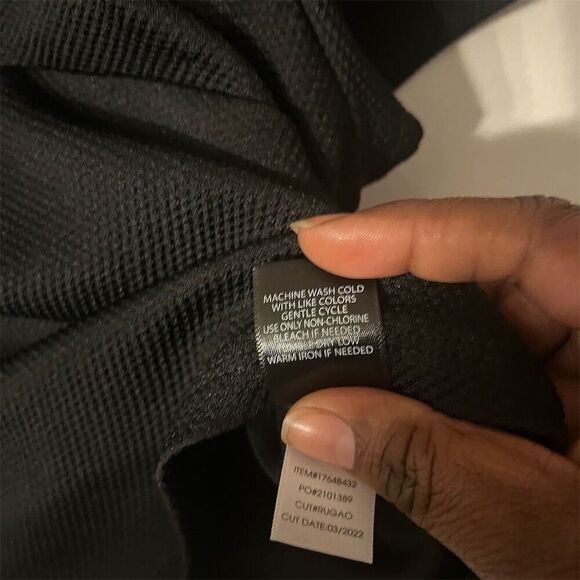 MACHINE WASH COLD
WITH LIKE COLORS
GENTLE CYCLE
USE ONLY NON-CHLORINE
BLEACH IF NEEDED
TUMBLE DRY LOW
WARM IRON IF NEEDED
ITEM#17648432
PO#2101389
CUT#RUGAO
CUT DATE:03/2022